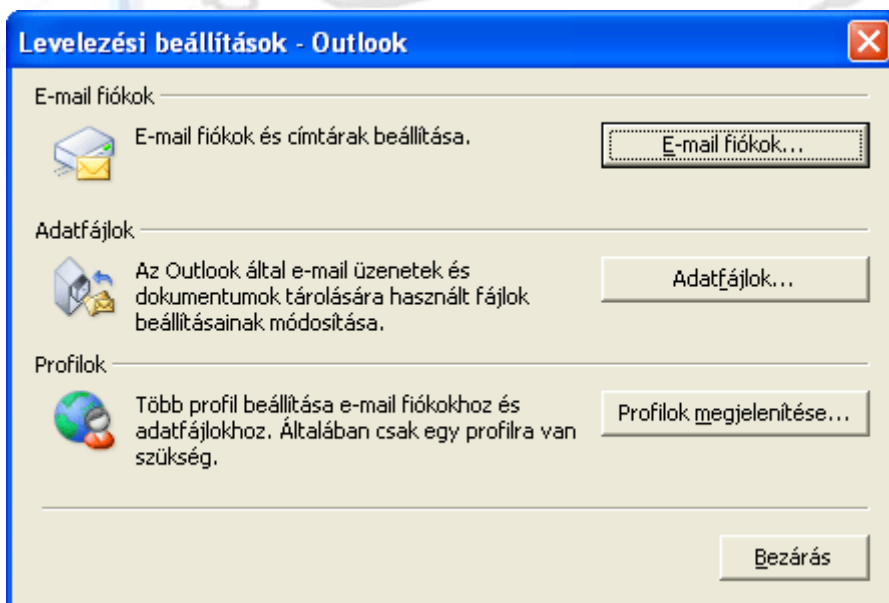 Levelezési beállítások - Outlook
E-mail fiókok
E-mail fiókok és címtárak beállítása.
E-mail fiókok...
Adatfájlok
Az Outlook által e-mail üzenetek és
dokumentumok tárolására használt fájlok
beállításainak módosítása.
Adatfájlok...
Profilok
Több profil beállítása e-mail fiókokhoz és
adatfájlokhoz. Általában csak egy profilra van
szükség.
Profilok megjelenítése...
Bezárás